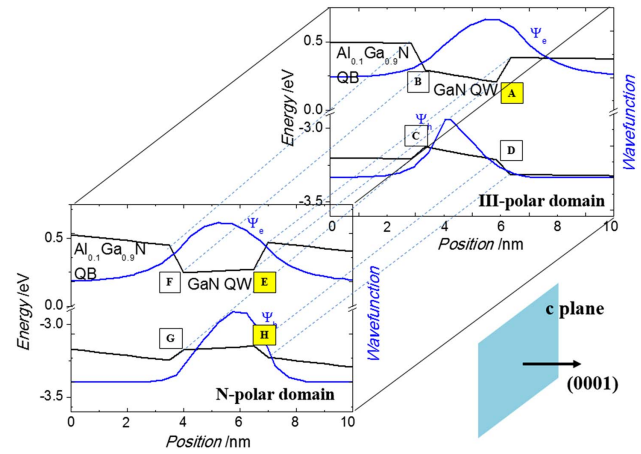 0.5
Al0.1Ga0.9N
QB
Ψe
B
GaN QW
A
0.0
Energy /eV
-3.0
Ψh
C
D
-3.5
III-polar domain
Wavefunction
0 2 4 6 8 10
Position /nm
0.5
Al0.1Ga0.9N
QB
Ψe
F
GaN QW
E
0.0
Energy /eV
-3.0
Ψh
G
H
-3.5
N-polar domain
Wavefunction
0 2 4 6 8 10
Position /nm
c plane
(0001)